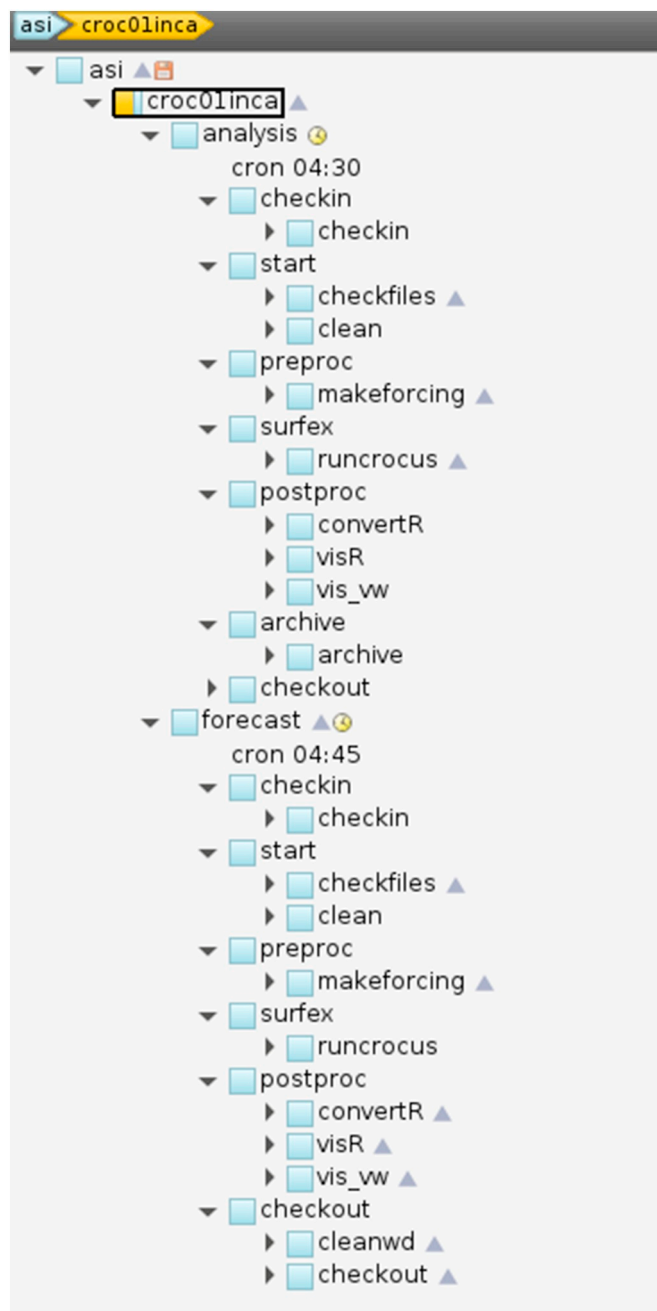 asi croc01inca
asi
croc01inca
analysis
cron 04:30
checkin
checkin
start
checkfiles
clean
preproc
makeforcing
surfex
runcrocus
postproc
convertR
visR
vis_vw
archive
archive
checkout
forecast
cron 04:45
checkin
checkin
start
checkfiles
clean
preproc
makeforcing
surfex
runcrocus
postproc
convertR
visR
vis_vw
checkout
cleanwd
checkout